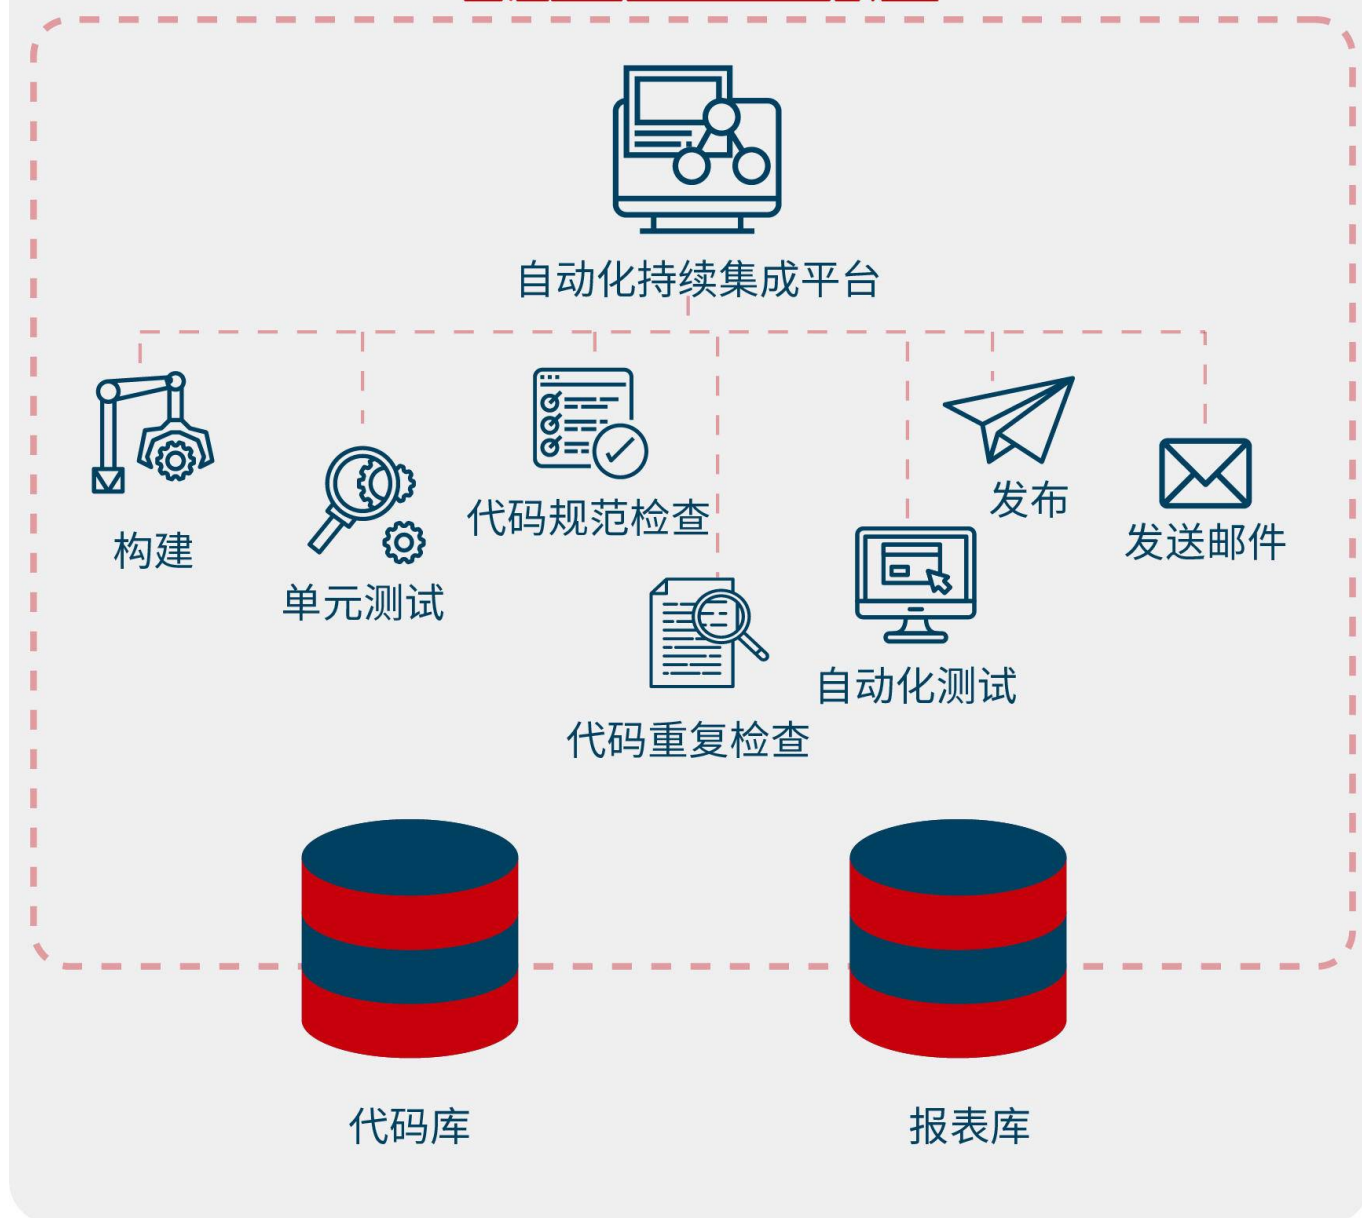 自动化持续集成平台
构建
单元测试
代码规范检查
代码重复检查
自动化测试
发布
发送邮件
代码库
报表库